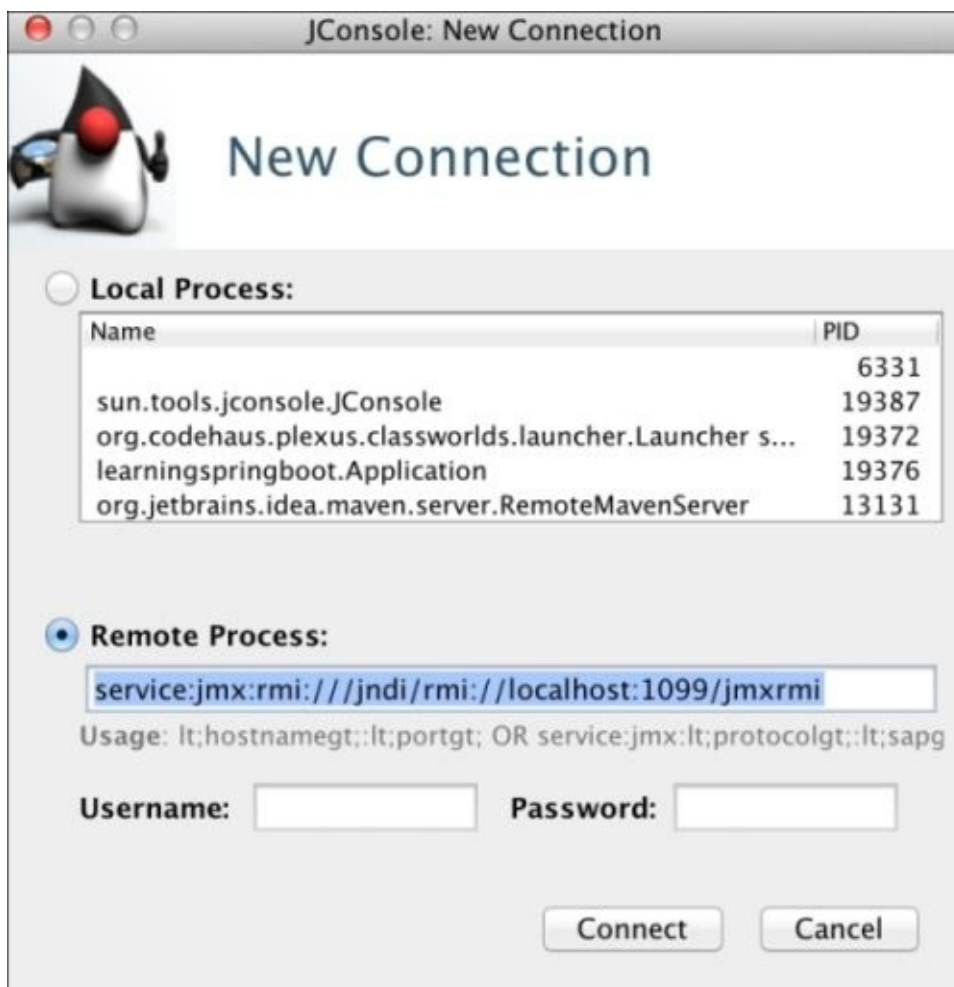 JConsole: New Connection
New Connection
Local Process:
Name PID
6331
sun.tools.jconsole.JConsole 19387
org.codehaus.plexus.classworlds.launcher.Launcher s... 19372
learningspringboot.Application 19376
org.jetbrains.idea.maven.server.RemoteMavenServer 13131
Remote Process:
service:jmx:rmi:///jndi/rmi://localhost:1099/jmxrmi
Usage: lt;hostnamegt;:lt;portgt; OR service:jmx:lt;protocolgt;:lt;sapg
Username: Password:
Connect Cancel